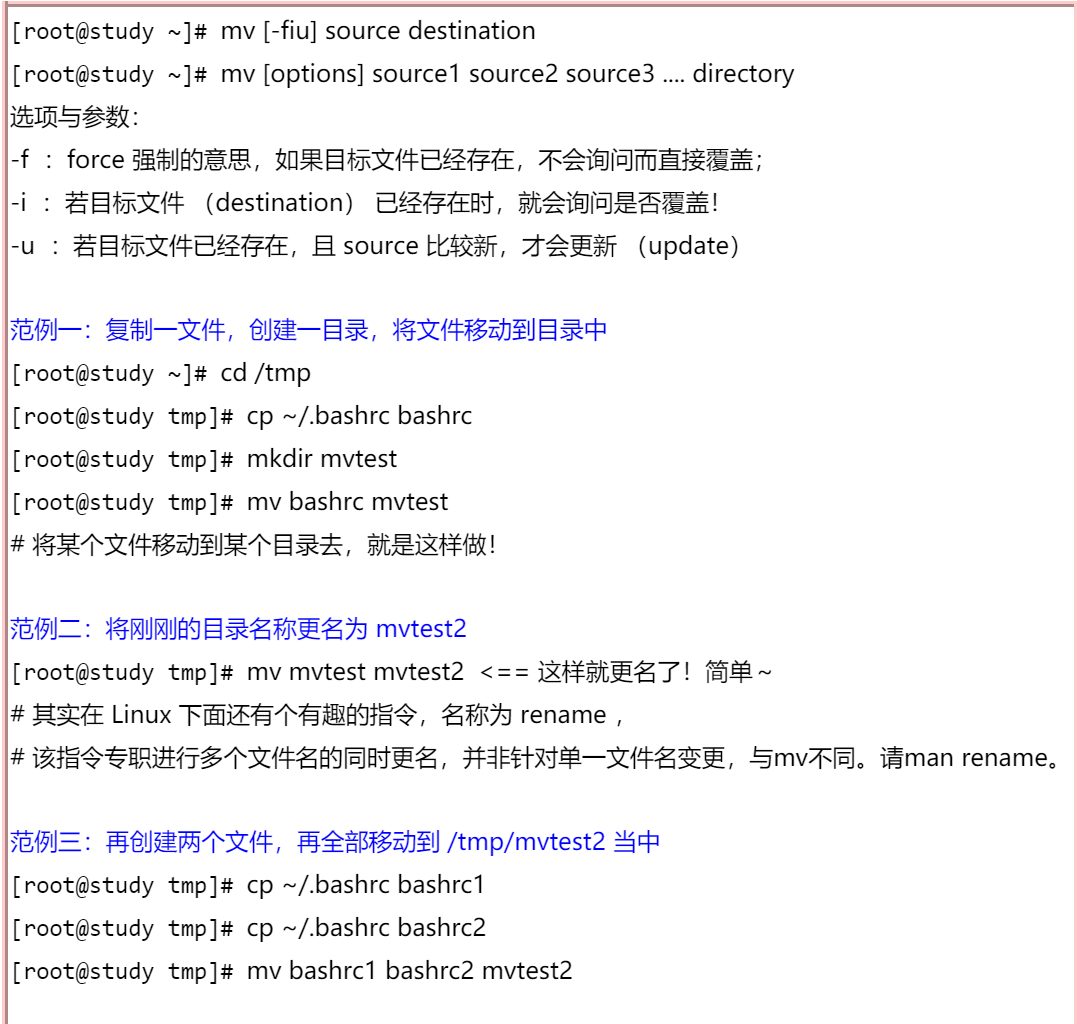 [root@study ~]# mv [-fiu] source destination
[root@study ~]# mv [options] source1 source2 source3 .... directory
选项与参数：
-f ：force 强制的意思，如果目标文件已经存在，不会询问而直接覆盖；
-i ：若目标文件 （destination） 已经存在时，就会询问是否覆盖！
-u ：若目标文件已经存在，且 source 比较新，才会更新 （update）
范例一：复制一文件，创建一目录，将文件移动到目录中
[root@study ~]# cd /tmp
[root@study tmp]# cp ~/.bashrc bashrc
[root@study tmp]# mkdir mvtest
[root@study tmp]# mv bashrc mvtest
# 将某个文件移动到某个目录去，就是这样做！
范例二：将刚刚的目录名称更名为 mvtest2
[root@study tmp]# mv mvtest mvtest2 <== 这样就更名了！简单～
# 其实在 Linux 下面还有个有趣的指令，名称为 rename ，
# 该指令专职进行多个文件名的同时更名，并非针对单一文件名变更，与mv不同。请man rename。
范例三：再创建两个文件，再全部移动到 /tmp/mvtest2 当中
[root@study tmp]# cp ~/.bashrc bashrc1
[root@study tmp]# cp ~/.bashrc bashrc2
[root@study tmp]# mv bashrc1 bashrc2 mvtest2